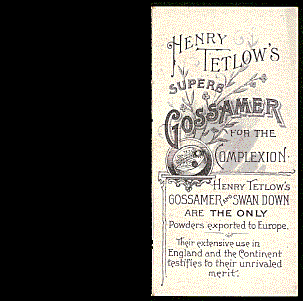 HENRY
TETLOW'S
SUPERB
GOSSAMER
FOR THE
COMPLEXION.
HENRY TETLOW'S
GOSSAMER AND SWAN DOWN
ARE THE ONLY
Powders exported to Europe.
Their extensive use in
England and the Continent
testifies to their unrivaled
merit.